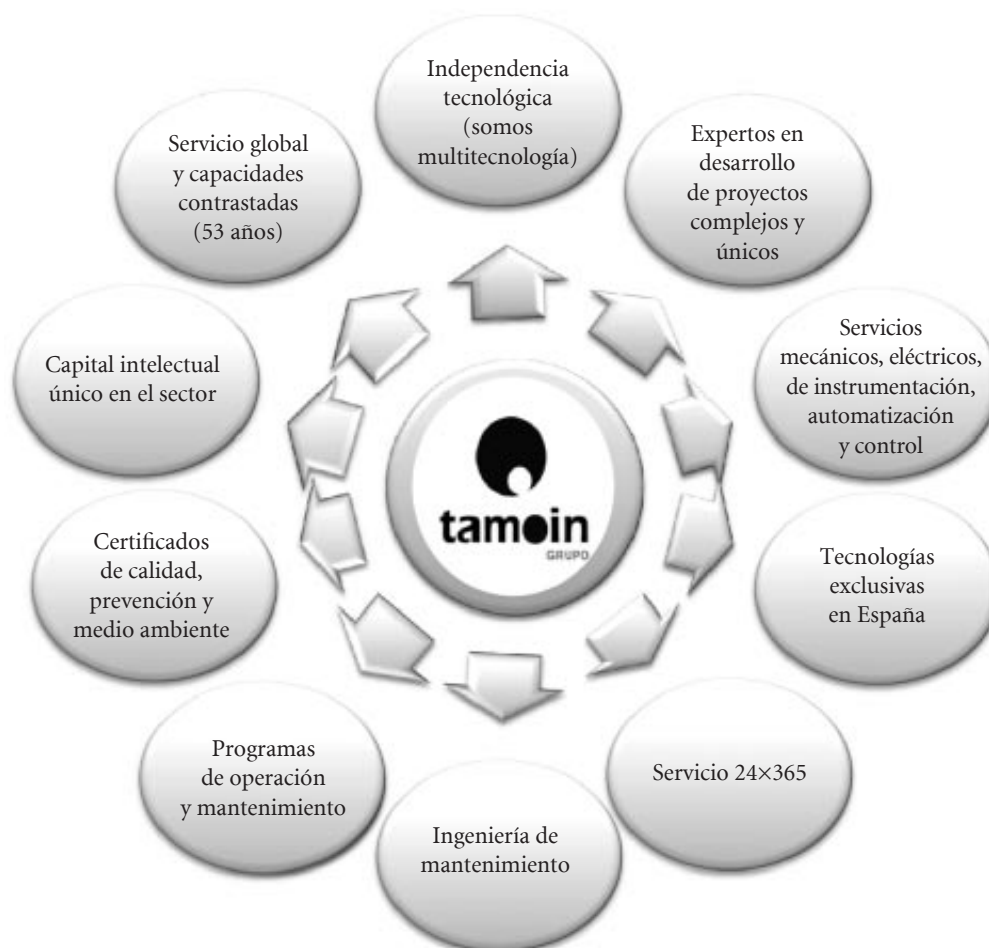 Independencia
tecnológica
(somos
multitecnología)
Expertos en
desarrollo
de proyectos
complejos y
únicos
Servicios
mecánicos, eléctricos,
de instrumentación,
automatización
y control
Tecnologías
exclusivas
en España
Servicio 24×365
Ingeniería de
mantenimiento
Programas
de operación
y mantenimiento
Certificados
de calidad,
prevención y
medio ambiente
Capital intelectual
único en el sector
Servicio global
y capacidades
contrastadas
(53 años)
tamoin
GRUPO